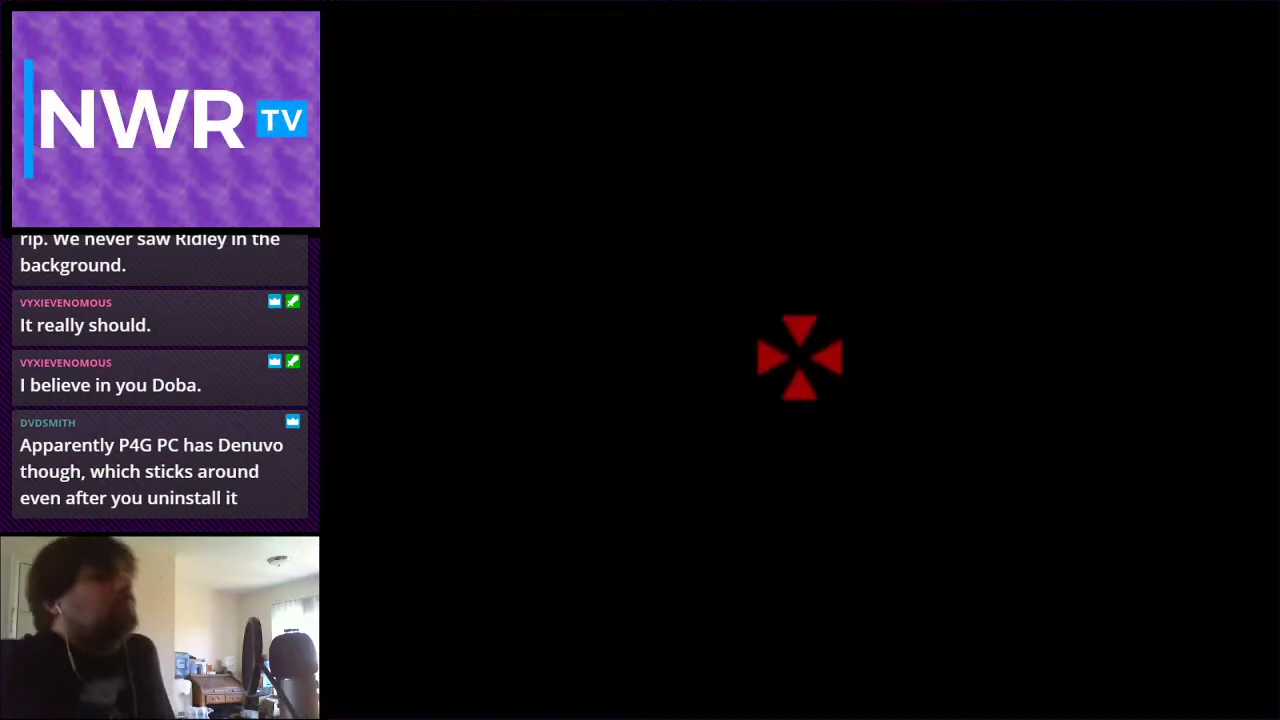 NWR TV
rip. We never saw Ridley in the
background.
VYXIEVENOMOUS
It really should.
VYXIEVENOMOUS
I believe in you Doba.
DVDSMITH
Apparently P4G PC has Denuvo
though, which sticks around
even after you uninstall it